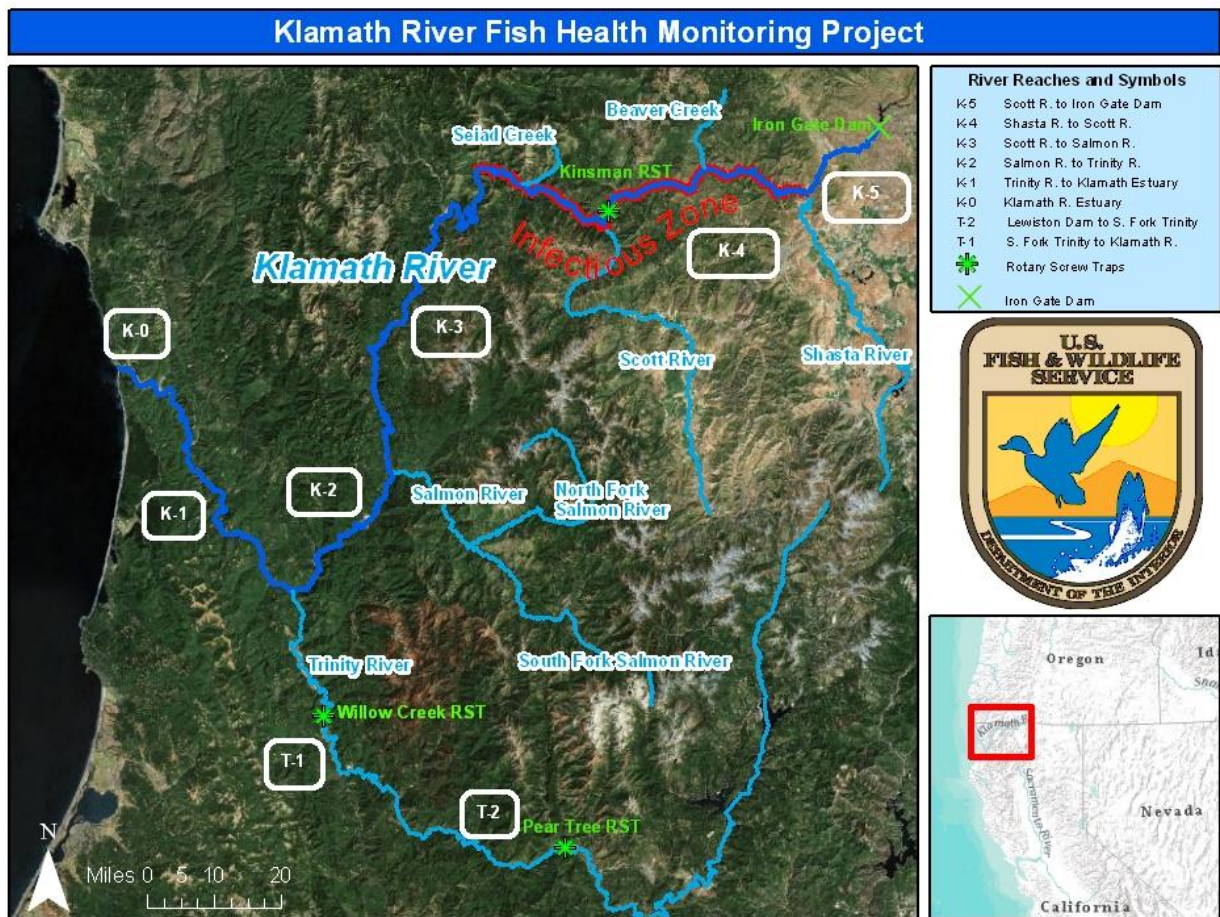 Klamath River Fish Health Monitoring Project
Beaver Creek
Iron Gate Dam
Seiad Creek
Kinsman RST
K-5
Infectious Zone
K-4
Klamath River
K-0
K-3
Scott River
Shasta River
K-2
Salmon River
North Fork
Salmon River
K-1
Trinity River
South Fork Salmon River
Willow Creek RST
T-1
T-2
Pear Tree RST
N
Miles 0 5 10 20
River Reaches and Symbols
K-5 Scott R. to Iron Gate Dam
K-4 Shasta R. to Scott R.
K-3 Scott R. to Salmon R.
K-2 Salmon R. to Trinity R.
K-1 Trinity R. to Klamath Estuary
K-0 Klamath R. Estuary
T-2 Lewiston Dam to S. Fork Trinity
T-1 S. Fork Trinity to Klamath R.
Rotary Screw Traps
Iron Gate Dam
U.S.
FISH & WILDLIFE
SERVICE
DEPARTMENT OF THE INTERIOR
Oregon
Klamath R
Sacramento River
Nevada
California